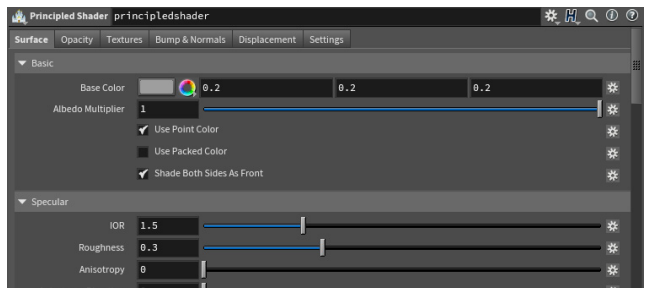 Principled Shader principledshader
Surface Opacity Textures Bump & Normals Displacement Settings
Basic
Base Color 0.2 0.2 0.2
Albedo Multiplier 1
Use Point Color
Use Packed Color
Shade Both Sides As Front
Specular
IOR 1.5
Roughness 0.3
Anisotropy 0